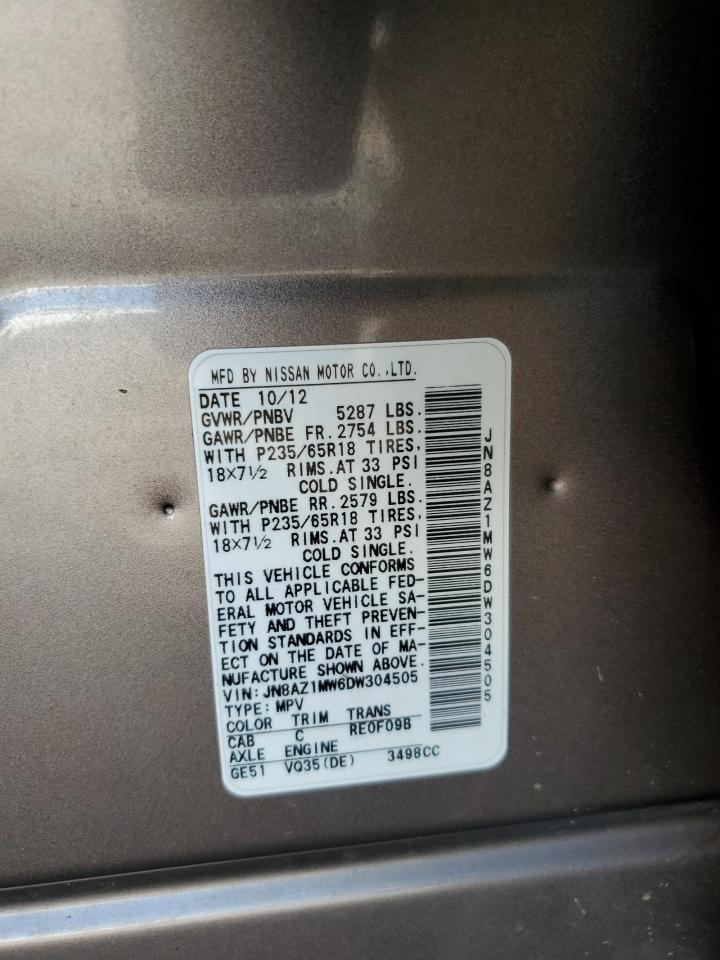 MFD BY NISSAN MOTOR CO.,LTD.
DATE 10/12
GVWR/PNBV 5287 LBS.
GAWR/PNBE FR. 2754 LBS.
WITH P235/65R18 TIRES,
18×7½ RIMS.AT 33 PSI
COLD SINGLE.
GAWR/PNBE RR. 2579 LBS.
WITH P235/65R18 TIRES,
18×7½ RIMS.AT 33 PSI
COLD SINGLE.
THIS VEHICLE CONFORMS
TO ALL APPLICABLE FED-
ERAL MOTOR VEHICLE SA-
FETY AND THEFT PREVEN-
TION STANDARDS IN EFF-
ECT ON THE DATE OF MA-
NUFACTURE SHOWN ABOVE.
VIN:JN8AZ1MW6DW304505
TYPE:MPV
COLOR TRIM TRANS
CAB C RE0F09B
AXLE ENGINE
GE51 VQ35(DE) 3498CC
JN8AZ1MW6DW304505